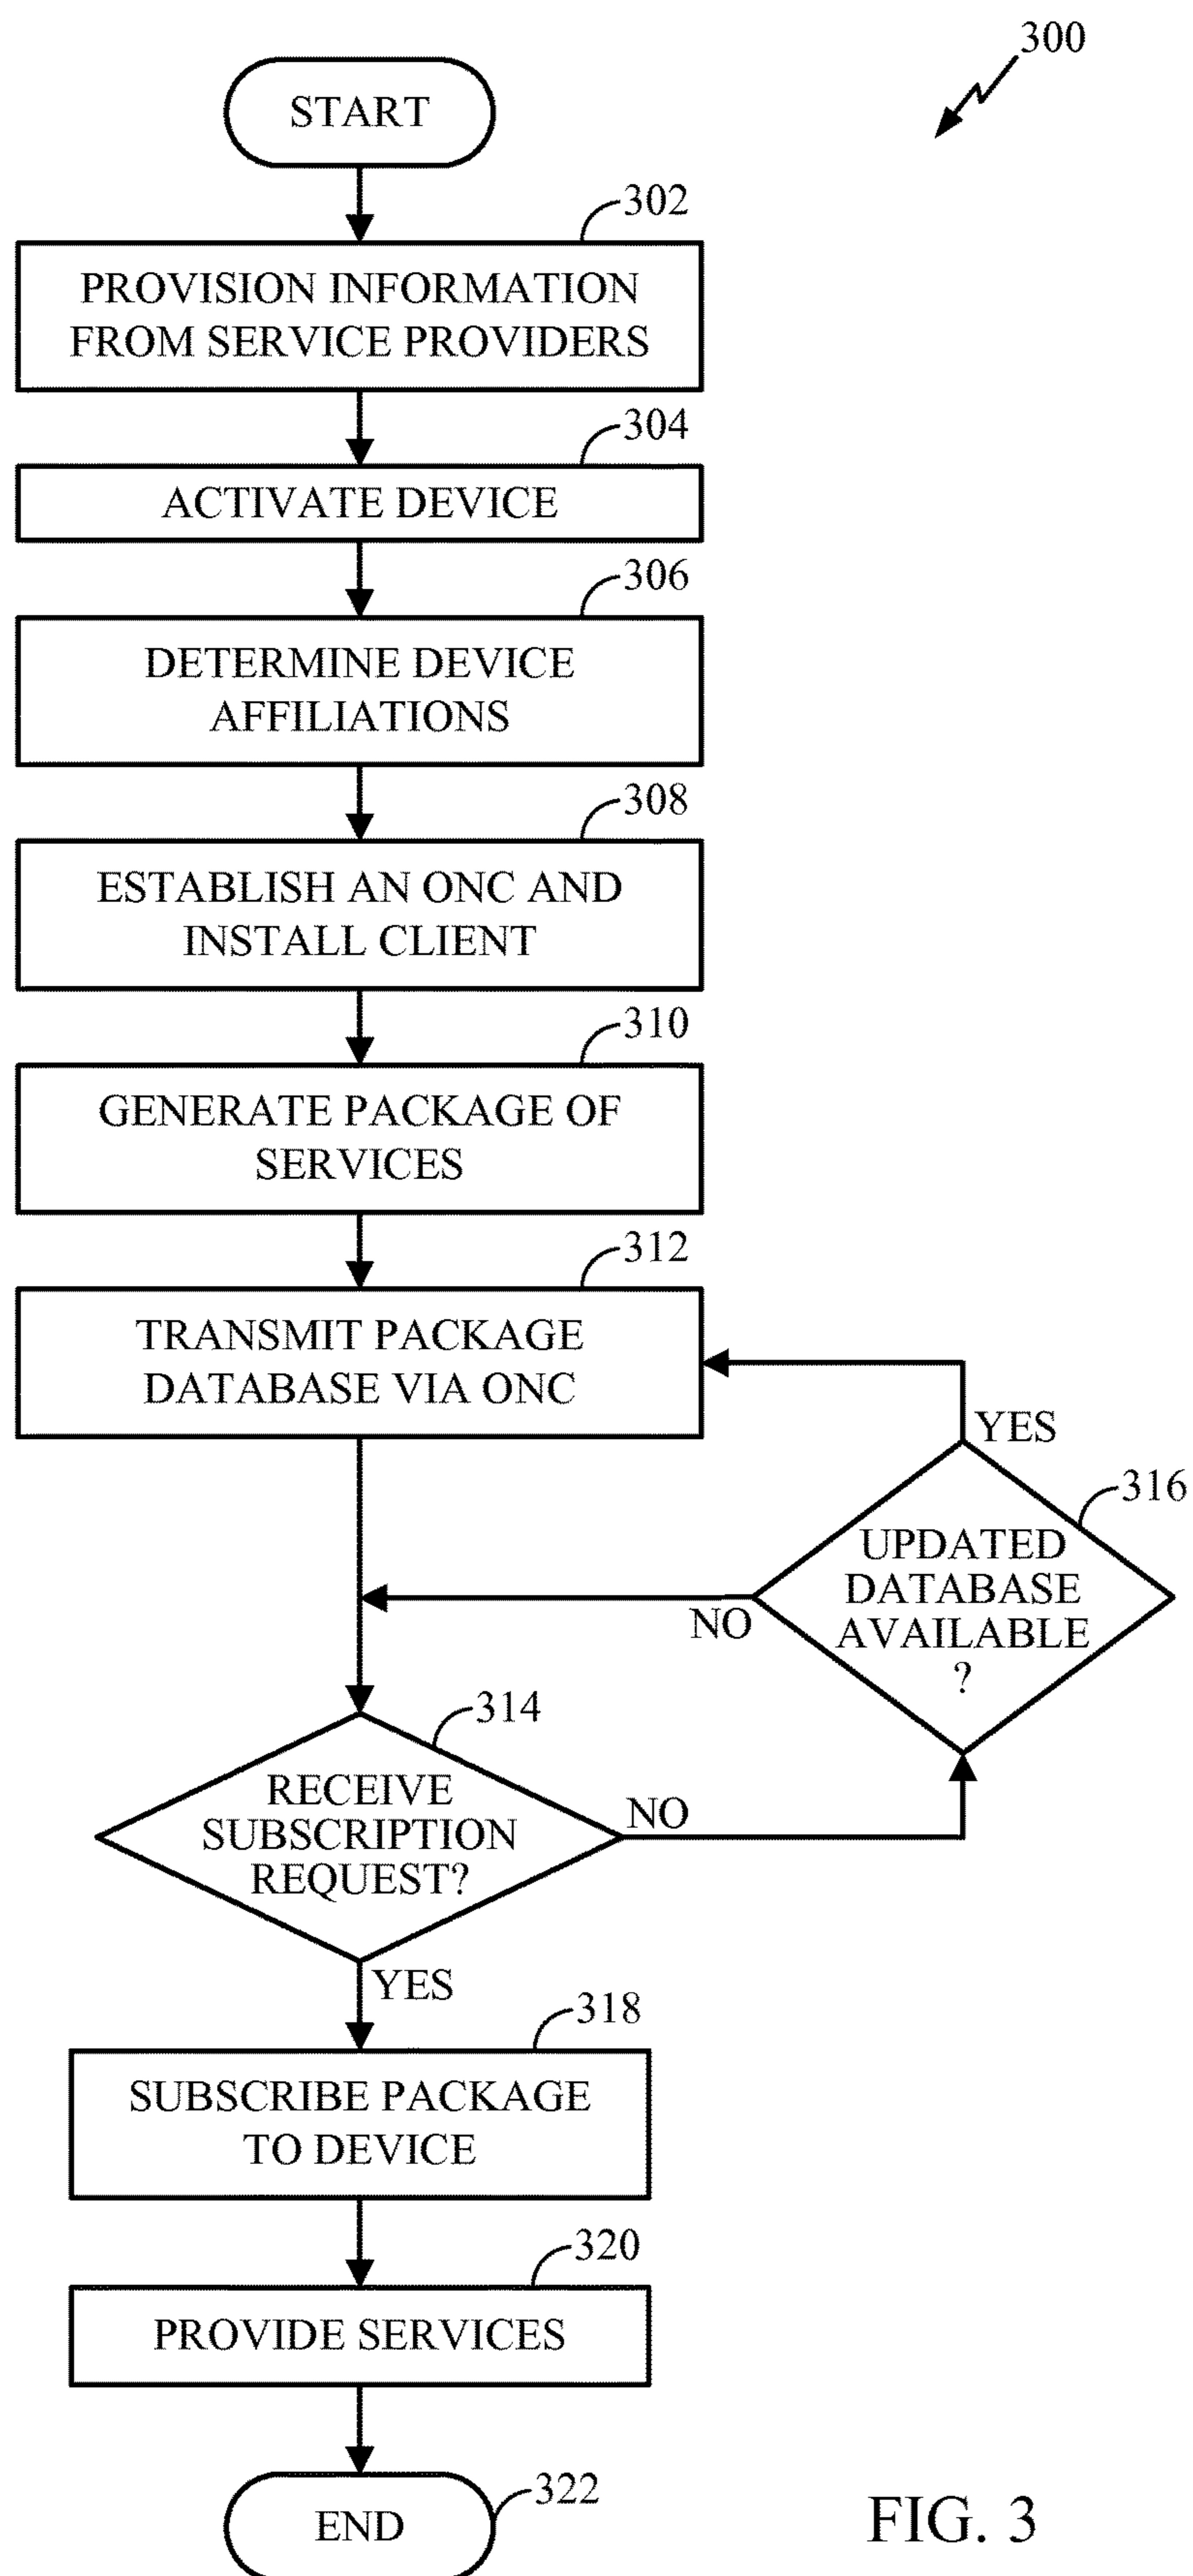 300
START
302
PROVISION INFORMATION
FROM SERVICE PROVIDERS
304
ACTIVATE DEVICE
306
DETERMINE DEVICE
AFFILIATIONS
308
ESTABLISH AN ONC AND
INSTALL CLIENT
310
GENERATE PACKAGE OF
SERVICES
312
TRANSMIT PACKAGE
DATABASE VIA ONC
YES
316
UPDATED
DATABASE
AVAILABLE
?
NO
314
RECEIVE
SUBSCRIPTION
REQUEST?
NO
YES
318
SUBSCRIBE PACKAGE
TO DEVICE
320
PROVIDE SERVICES
322
END
FIG. 3